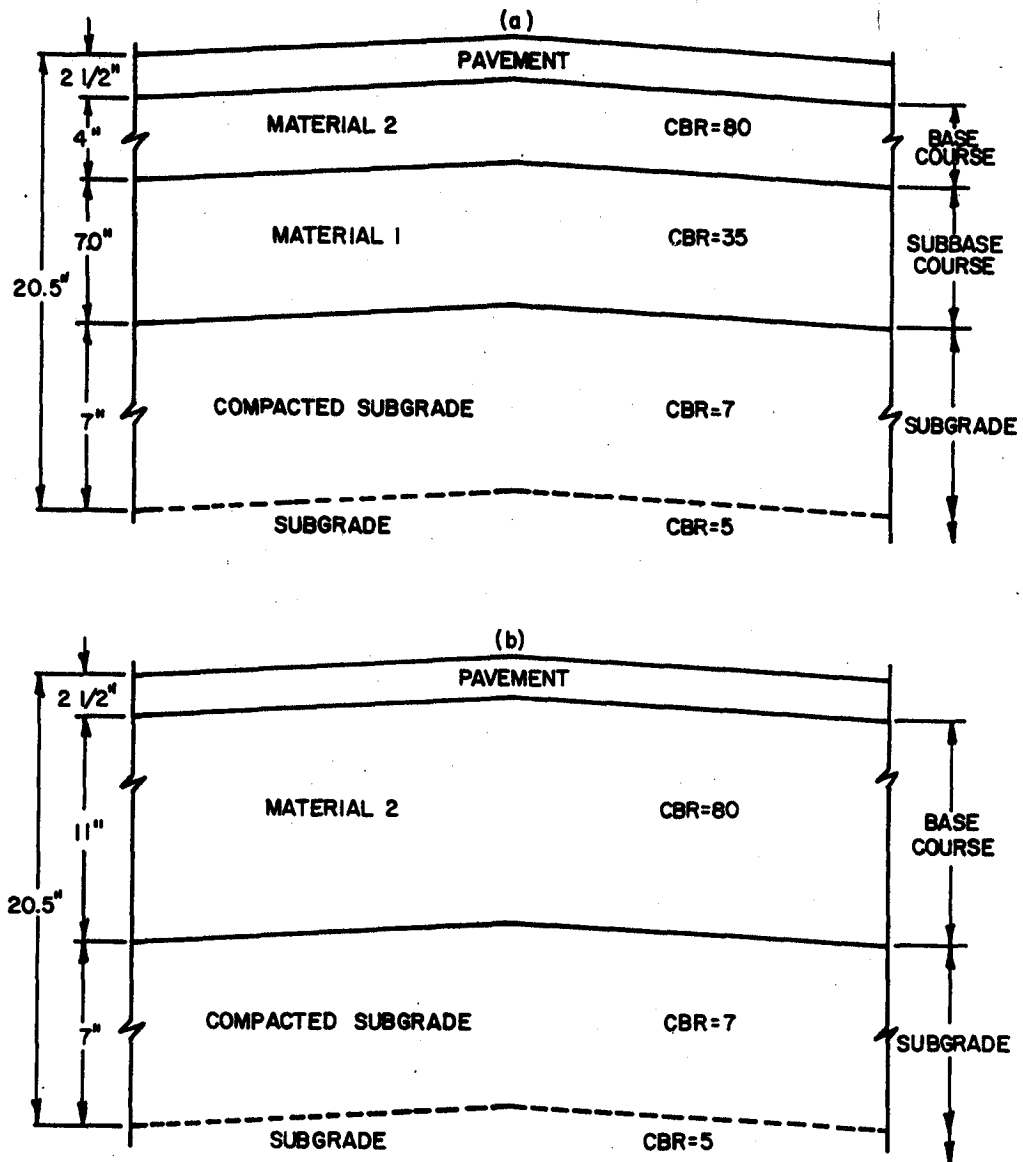 (a)
PAVEMENT
2 1/2"
MATERIAL 2 CBR=80
4"
BASE
COURSE
7.0"
MATERIAL 1 CBR=35
SUBBASE
COURSE
20.5"
COMPACTED SUBGRADE CBR=7
7"
SUBGRADE
SUBGRADE CBR=5
(b)
PAVEMENT
2 1/2"
MATERIAL 2 CBR=80
11"
BASE
COURSE
20.5"
COMPACTED SUBGRADE CBR=7
7"
SUBGRADE
SUBGRADE CBR=5